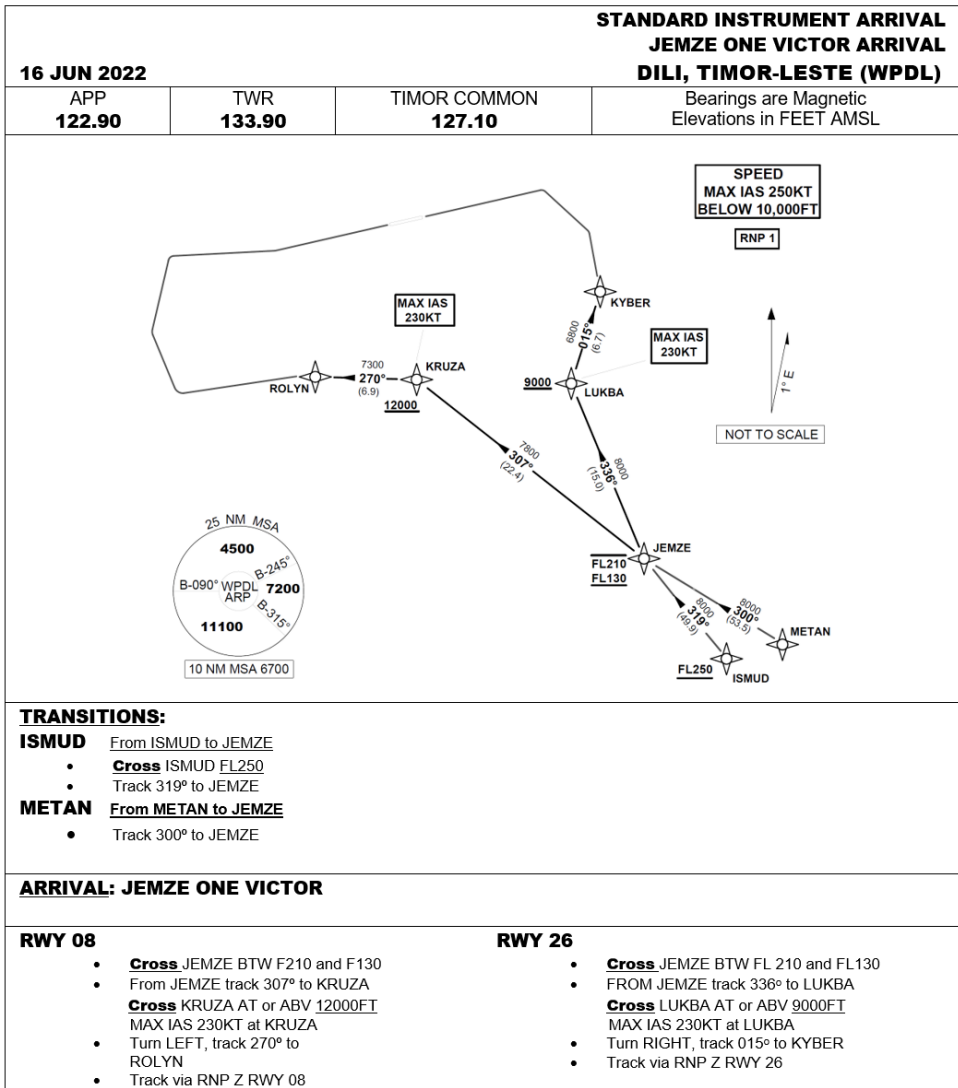 STANDARD INSTRUMENT ARRIVAL
JEMZE ONE VICTOR ARRIVAL
16 JUN 2022
DILI, TIMOR-LESTE (WPDL)
APP
122.90
TWR
133.90
TIMOR COMMON
127.10
Bearings are Magnetic
Elevations in FEET AMSL
SPEED
MAX IAS 250KT
BELOW 10,000FT
RNP 1
KYBER
MAX IAS
230KT
6800
015°
(6.7)
MAX IAS
230KT
7300
270°
(6.9)
ROLYN
KRUZA
12000
9000
LUKBA
1° E
NOT TO SCALE
7800
307°
(22.4)
8000
336°
(15.0)
25 NM MSA
4500
B-245°
B-090°
WPDL
ARP
7200
B-315°
11100
10 NM MSA 6700
JEMZE
FL210
FL130
8000
319°
(49.9)
8000
300°
(53.5)
METAN
FL250
ISMUD
TRANSITIONS:
ISMUD From ISMUD to JEMZE
• Cross ISMUD FL250
• Track 319º to JEMZE
METAN From METAN to JEMZE
• Track 300º to JEMZE
ARRIVAL: JEMZE ONE VICTOR
RWY 08
• Cross JEMZE BTW F210 and F130
• From JEMZE track 307º to KRUZA
Cross KRUZA AT or ABV 12000FT
MAX IAS 230KT at KRUZA
• Turn LEFT, track 270º to
ROLYN
• Track via RNP Z RWY 08
RWY 26
• Cross JEMZE BTW FL 210 and FL130
• FROM JEMZE track 336º to LUKBA
Cross LUKBA AT or ABV 9000FT
MAX IAS 230KT at LUKBA
• Turn RIGHT, track 015º to KYBER
• Track via RNP Z RWY 26